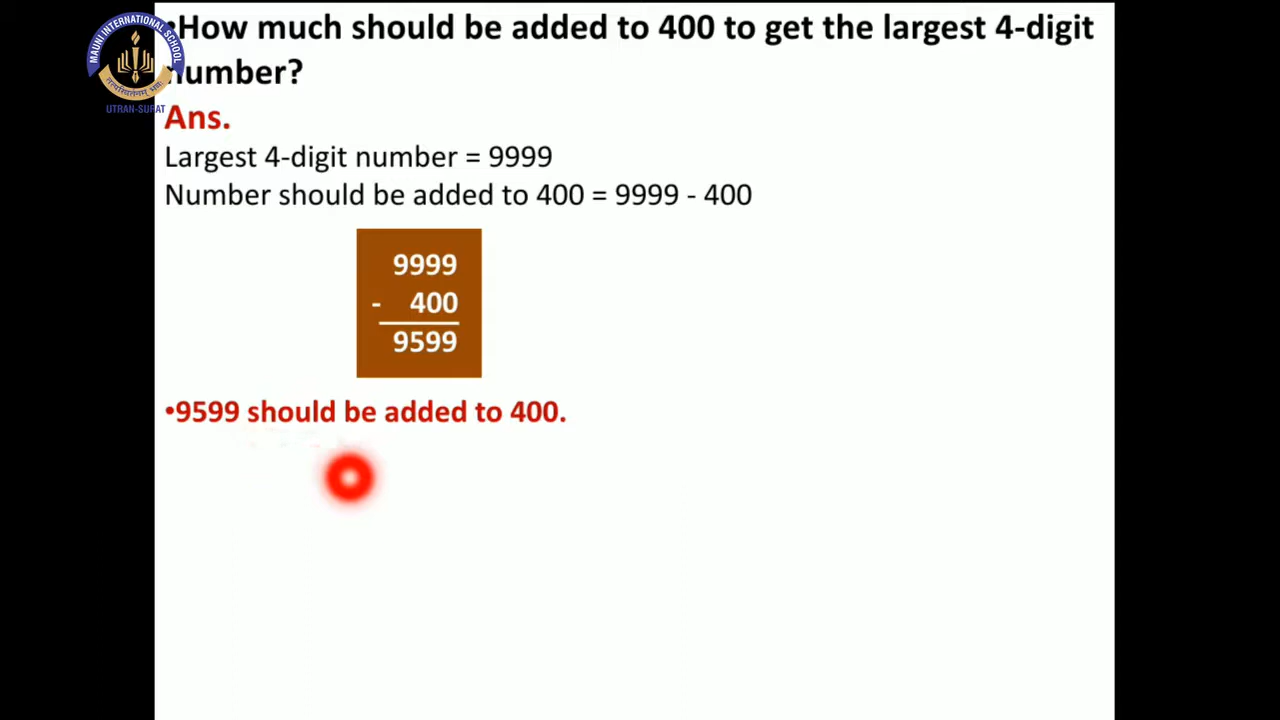 MAUNI INTERNATIONAL SCHOOL
UTRAN-SURAT
•How much should be added to 400 to get the largest 4-digit
number?
Ans.
Largest 4-digit number = 9999
Number should be added to 400 = 9999 - 400
9999
- 400
9599
•9599 should be added to 400.